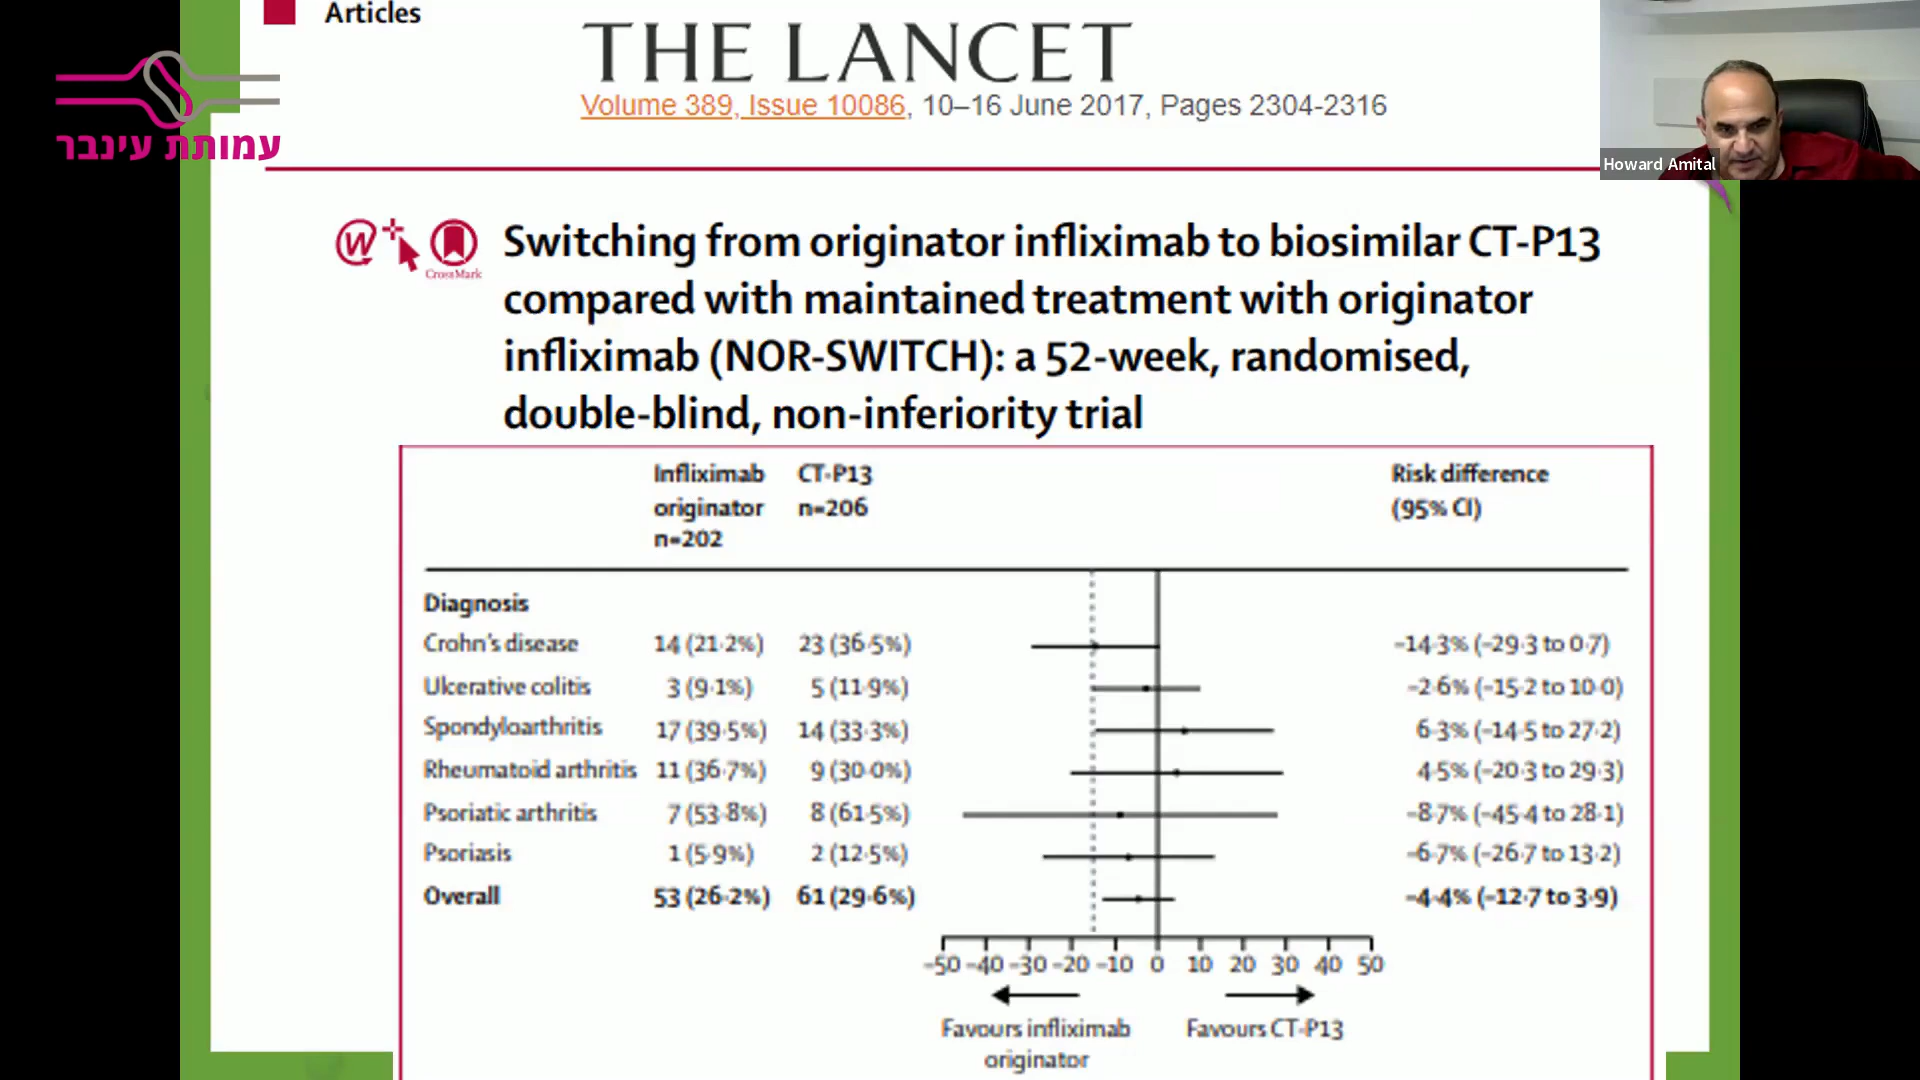 Articles
THE LANCET
Volume 389, Issue 10086, 10–16 June 2017, Pages 2304-2316
עמותת עינבר
Howard Amital
W
CrossMark
Switching from originator infliximab to biosimilar CT-P13
compared with maintained treatment with originator
infliximab (NOR-SWITCH): a 52-week, randomised,
double-blind, non-inferiority trial
Infliximab originator n=202 CT-P13 n=206 Risk difference (95% CI)
Diagnosis
Crohn's disease 14 (21·2%) 23 (36·5%) –14·3% (–29·3 to 0·7)
Ulcerative colitis 3 (9·1%) 5 (11·9%) –2·6% (–15·2 to 10·0)
Spondyloarthritis 17 (39·5%) 14 (33·3%) 6·3% (–14·5 to 27·2)
Rheumatoid arthritis 11 (36·7%) 9 (30·0%) 4·5% (–20·3 to 29·3)
Psoriatic arthritis 7 (53·8%) 8 (61·5%) –8·7% (–45·4 to 28·1)
Psoriasis 1 (5·9%) 2 (12·5%) –6·7% (–26·7 to 13·2)
Overall 53 (26·2%) 61 (29·6%) –4·4% (–12·7 to 3·9)
–50 –40 –30 –20 –10 0 10 20 30 40 50
Favours infliximab originator Favours CT-P13